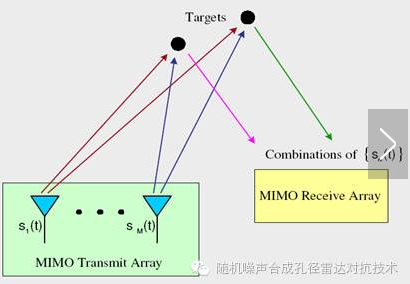 Targets
Combinations of { sₘ(t) }
MIMO Receive Array
s₁(t)
s M(t)
MIMO Transmit Array
随机噪声合成孔径雷达对抗技术